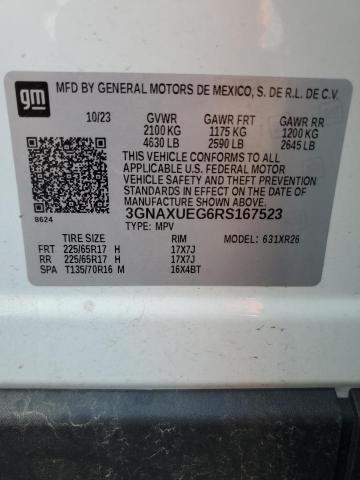 gm
MFD BY GENERAL MOTORS DE MEXICO, S. DE R.L. DE C.V.
10/23 GVWR GAWR FRT GAWR RR
2100 KG 1175 KG 1200 KG
4630 LB 2590 LB 2645 LB
THIS VEHICLE CONFORMS TO ALL
APPLICABLE U.S. FEDERAL MOTOR
VEHICLE SAFETY AND THEFT PREVENTION
STANDARDS IN EFFECT ON THE DATE OF
MANUFACTURE SHOWN ABOVE.
8624 3GNAXUEG6RS167523
TYPE: MPV
TIRE SIZE RIM MODEL: 631XR26
FRT 225/65R17 H 17X7J
RR 225/65R17 H 17X7J
SPA T135/70R16 M 16X4BT